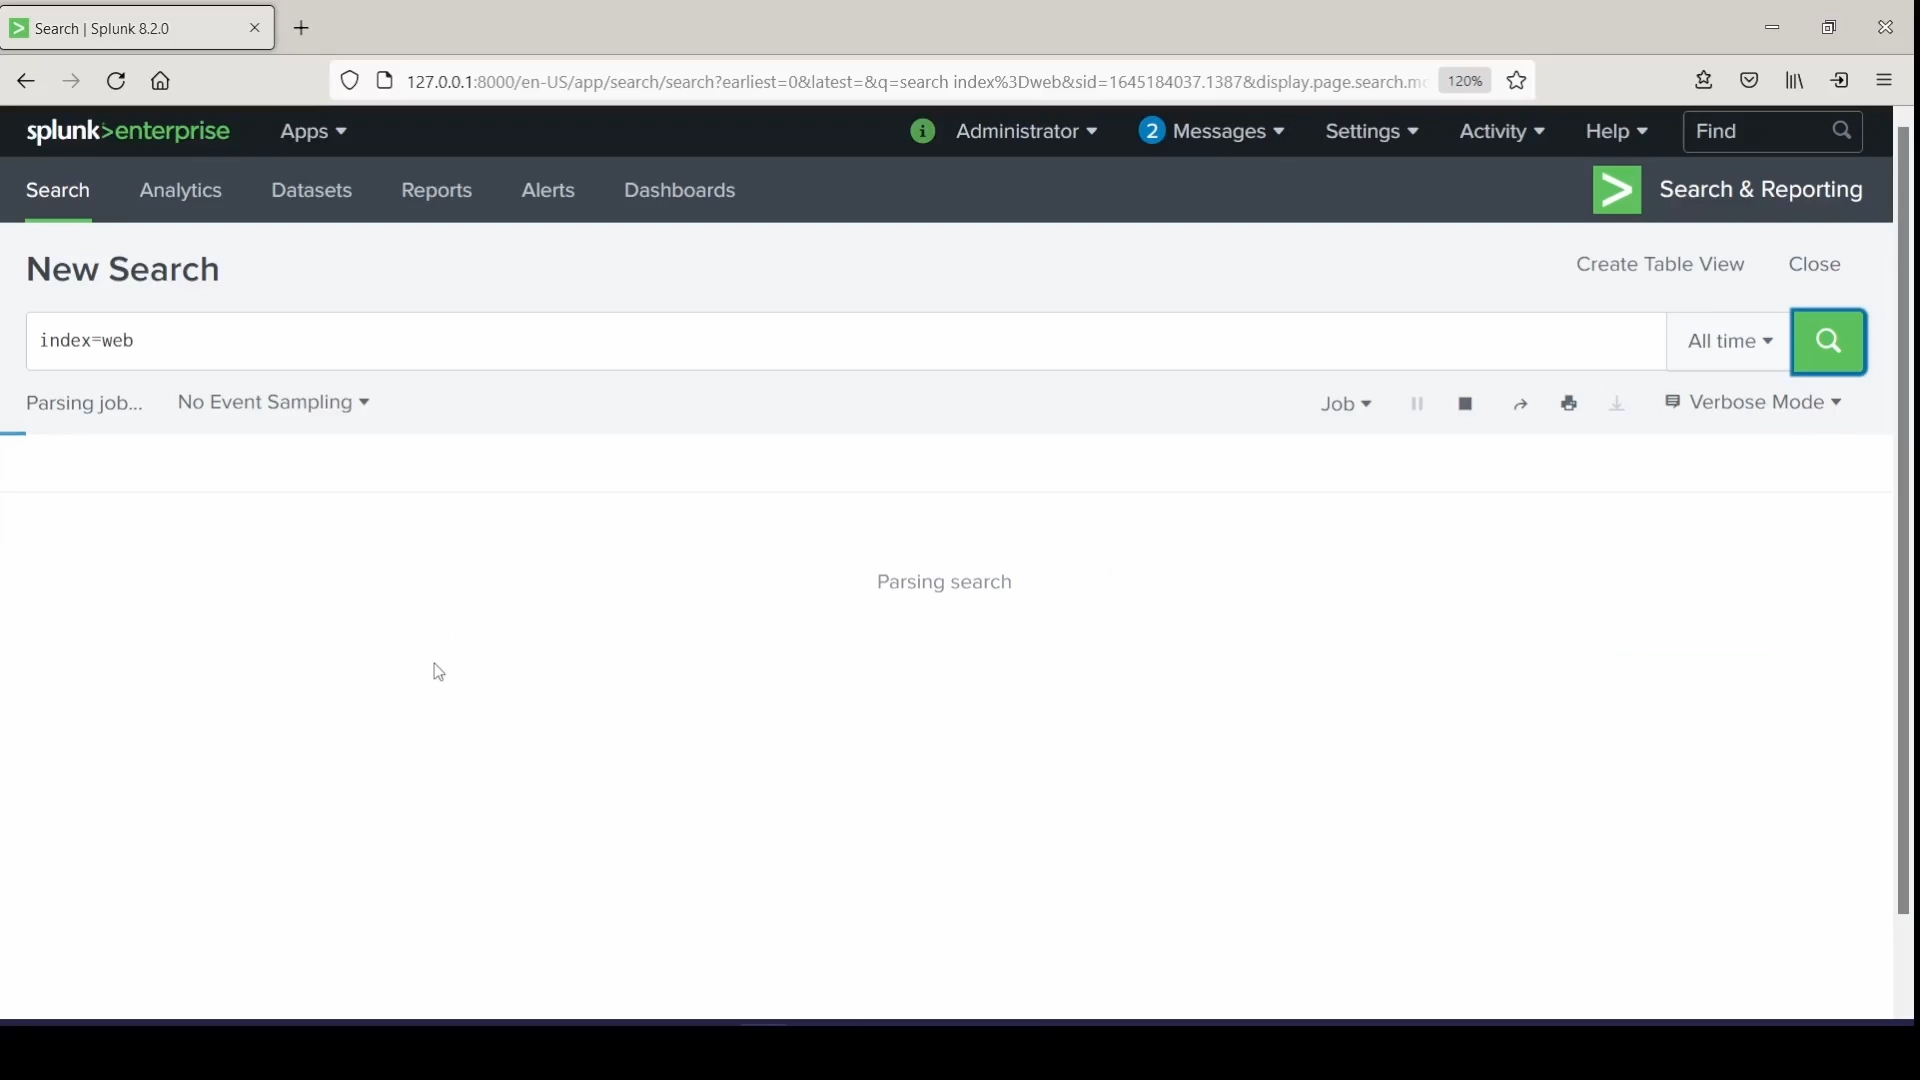 Search | Splunk 8.2.0
127.0.0.1:8000/en-US/app/search/search?earliest=0&latest=&q=search index%3Dweb&sid=1645184037.1387&display.page.search.mc
120%
splunk>enterprise Apps
i Administrator 2 Messages Settings Activity Help Find
Search Analytics Datasets Reports Alerts Dashboards > Search & Reporting
New Search Create Table View Close
index=web All time
Parsing job... No Event Sampling Job Verbose Mode
Parsing search